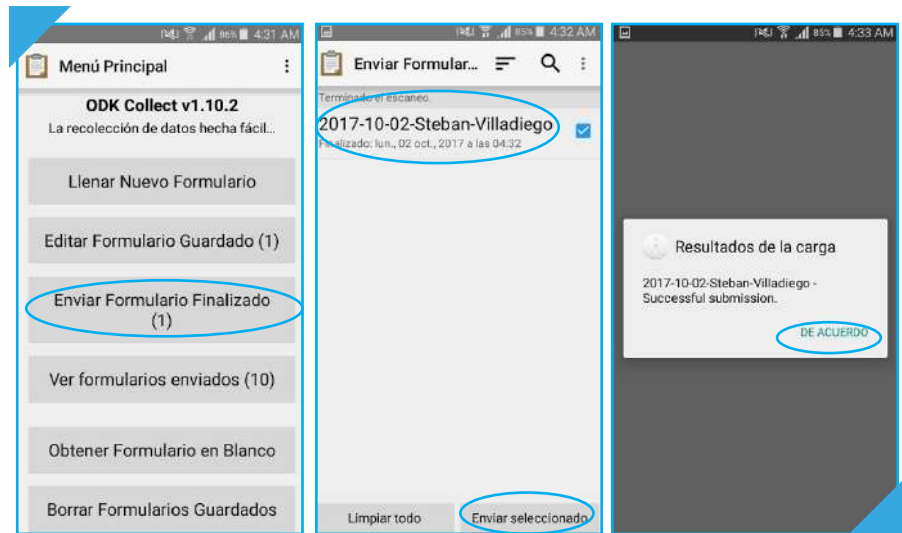 86% 4:31 AM
Menú Principal
ODK Collect v1.10.2
La recolección de datos hecha fácil...
Llenar Nuevo Formulario
Editar Formulario Guardado (1)
Enviar Formulario Finalizado
(1)
Ver formularios enviados (10)
Obtener Formulario en Blanco
Borrar Formularios Guardados
85% 4:32 AM
Enviar Formular...
Terminado el escaneo.
2017-10-02-Steban-Villadiego
Finalizado: lun., 02 oct., 2017 a las 04:32
Limpiar todo
Enviar seleccionado
85% 4:33 AM
Resultados de la carga
2017-10-02-Steban-Villadiego -
Successful submission.
DE ACUERDO